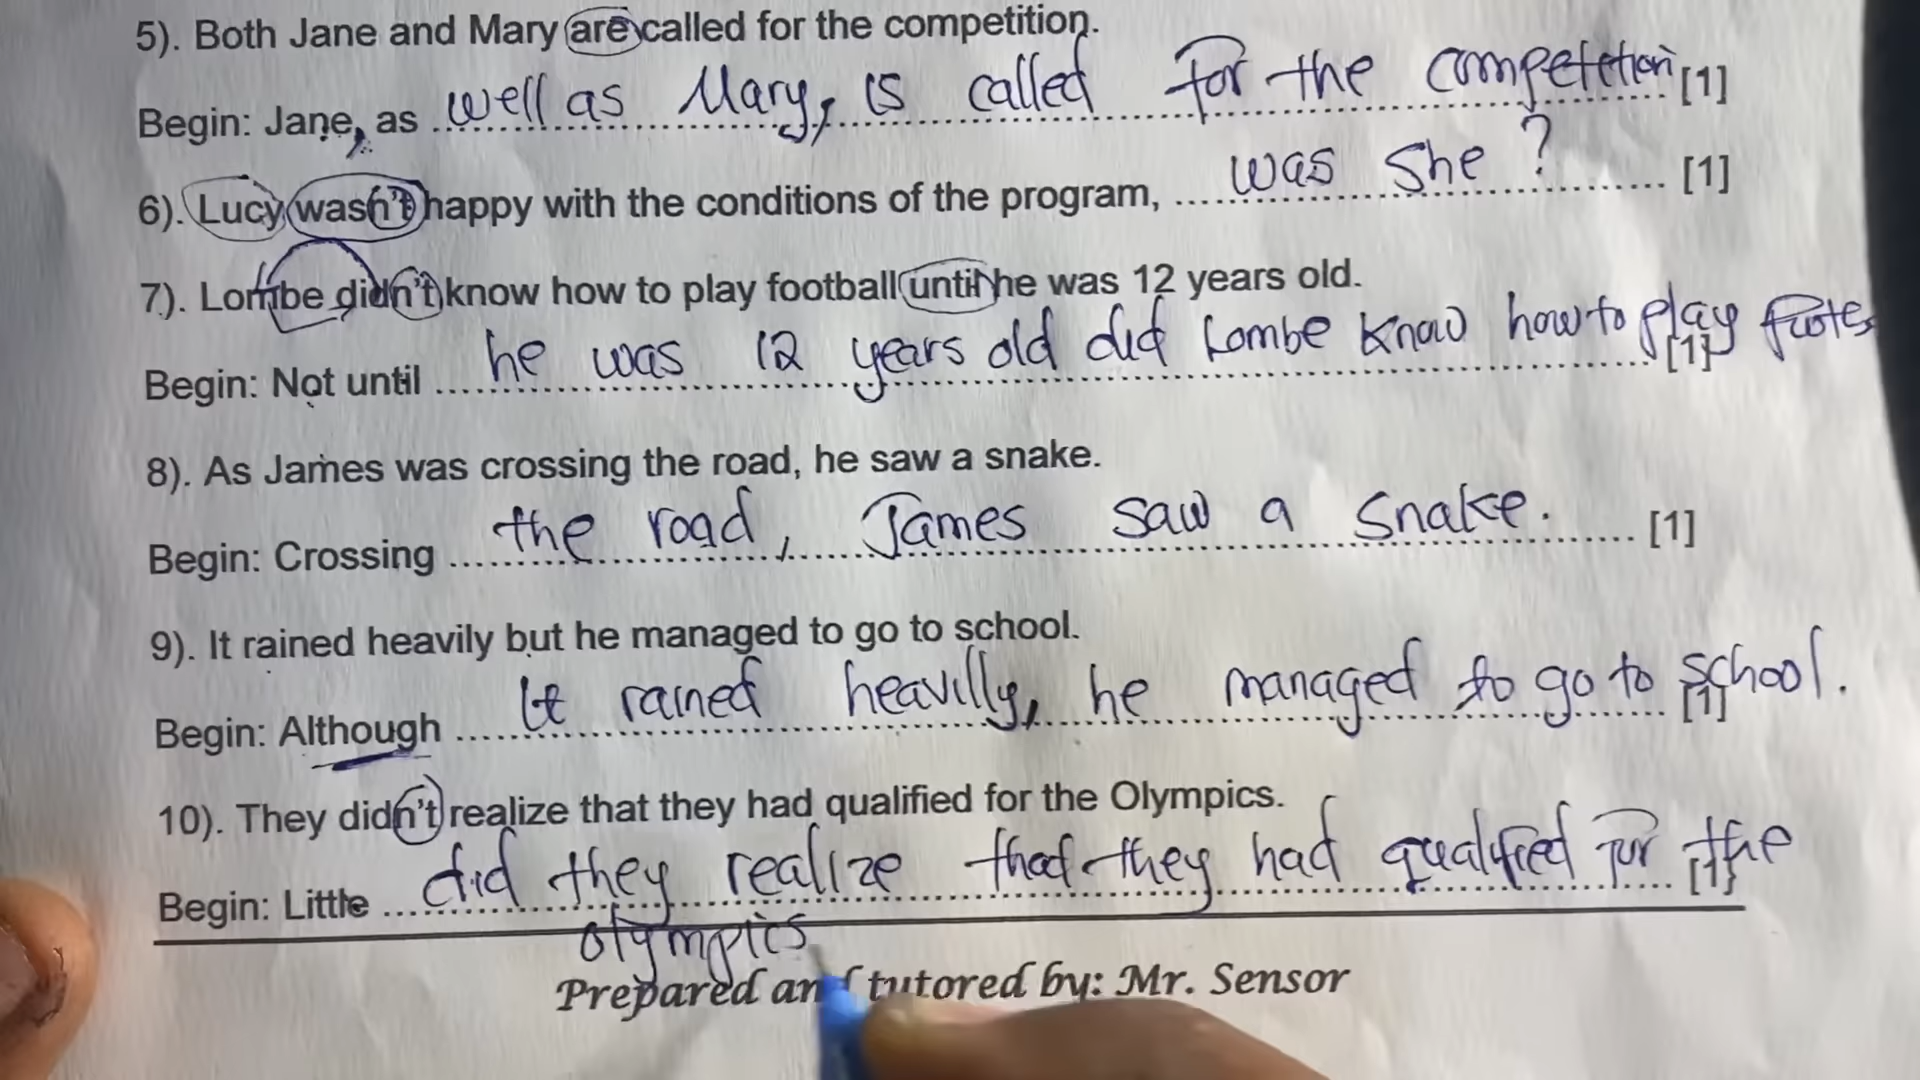 5). Both Jane and Mary are called for the competition.
Begin: Jane, as well as Mary, is called for the competetion [1]
6). Lucy wasn't happy with the conditions of the program, was she? [1]
7). Lombe didn't know how to play football until he was 12 years old.
Begin: Not until he was 12 years old did Lombe know how to play [1]
8). As James was crossing the road, he saw a snake.
Begin: Crossing the road, James saw a snake. [1]
9). It rained heavily but he managed to go to school.
Begin: Although it rained heavilly, he managed to go to school. [1]
10). They didn't realize that they had qualified for the Olympics.
Begin: Little did they realize that they had qualified for the [1]
olympics
Prepared and tutored by: Mr. Sensor